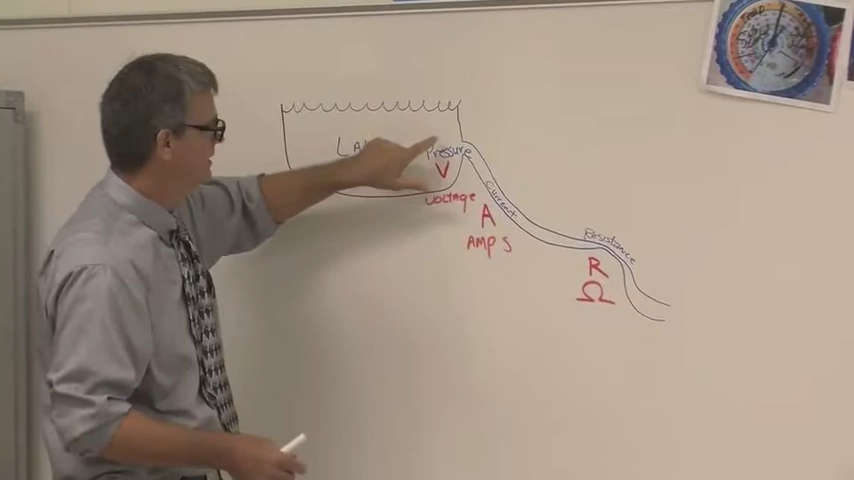 Pressure
V
Voltage
Current
A
AMPS
Resistance
R
Ω